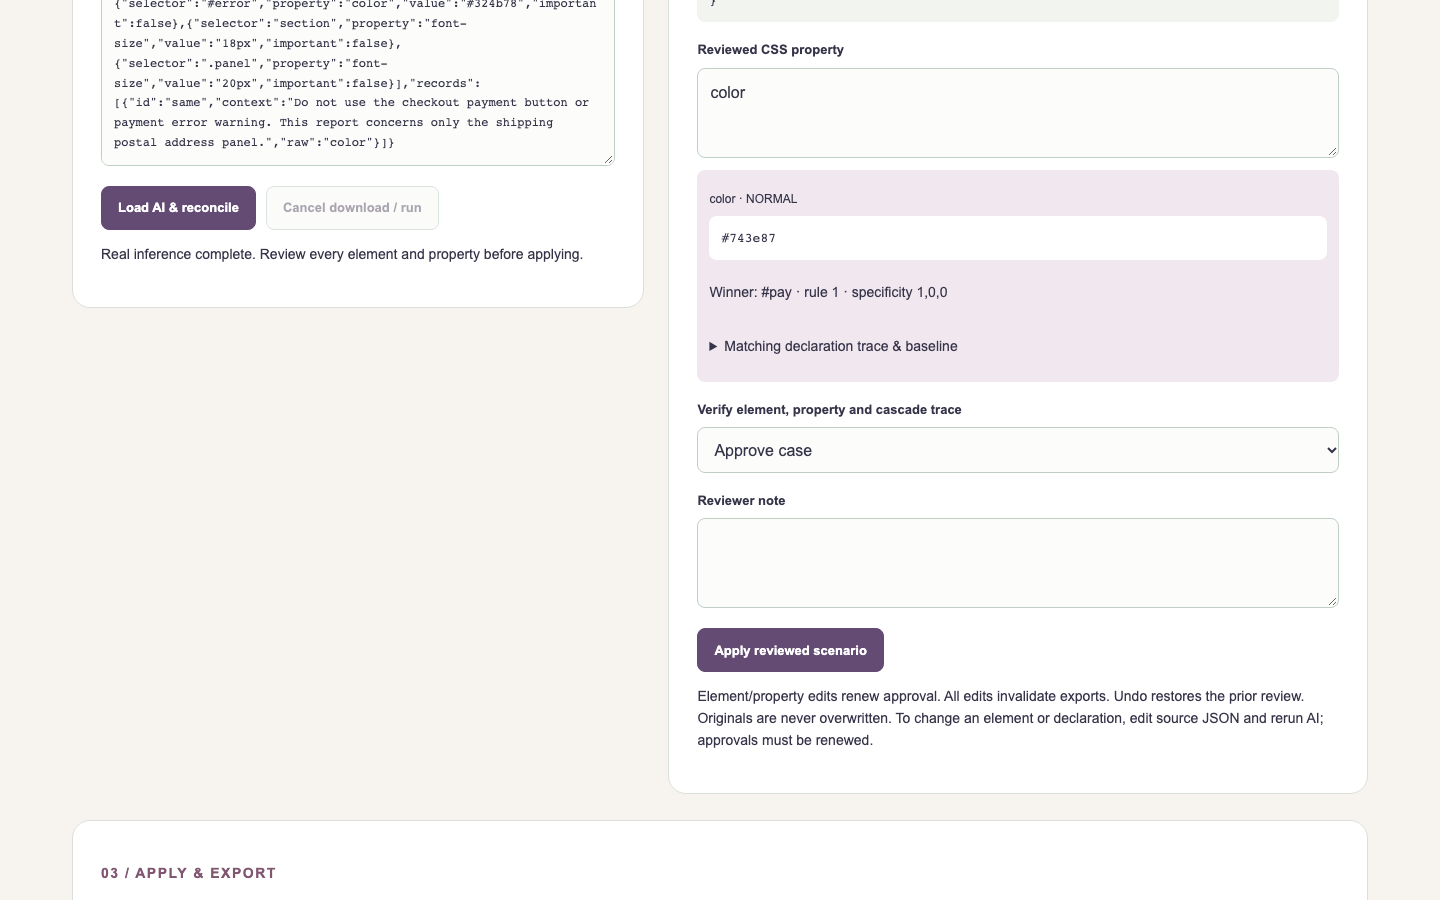 {"selector":"#error","property":"color","value":"#324b78","importan
t":false},{"selector":"section","property":"font-
size","value":"18px","important":false},
{"selector":".panel","property":"font-
size","value":"20px","important":false}],"records":
[{"id":"same","context":"Do not use the checkout payment button or
payment error warning. This report concerns only the shipping
postal address panel.","raw":"color"}]}
Load AI & reconcile
Cancel download / run
Real inference complete. Review every element and property before applying.
}
Reviewed CSS property
color
color · NORMAL
#743e87
Winner: #pay · rule 1 · specificity 1,0,0
Matching declaration trace & baseline
Verify element, property and cascade trace
Approve case
Reviewer note
Apply reviewed scenario
Element/property edits renew approval. All edits invalidate exports. Undo restores the prior review.
Originals are never overwritten. To change an element or declaration, edit source JSON and rerun AI;
approvals must be renewed.
03 / APPLY & EXPORT